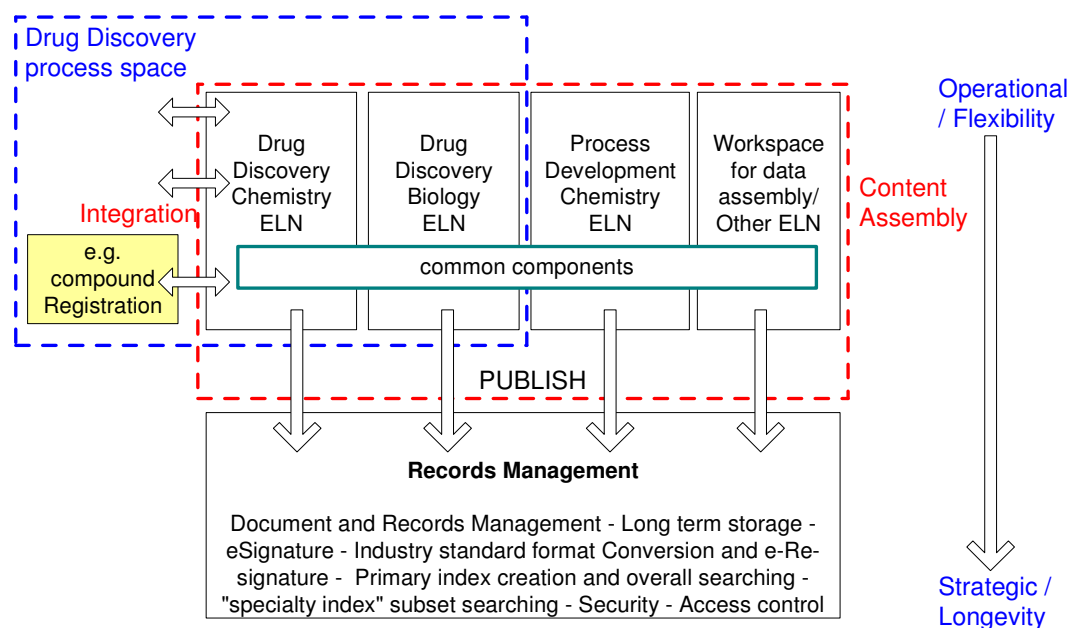 Drug Discovery
process space
Operational
/ Flexibility
Drug
Discovery
Chemistry
ELN
Drug
Discovery
Biology
ELN
Process
Development
Chemistry
ELN
Workspace
for data
assembly/
Other ELN
Content
Assembly
Integration
e.g.
compound
Registration
common components
PUBLISH
Records Management
Document and Records Management - Long term storage -
eSignature - Industry standard format Conversion and e-Re-
signature - Primary index creation and overall searching -
"specialty index" subset searching - Security - Access control
Strategic /
Longevity